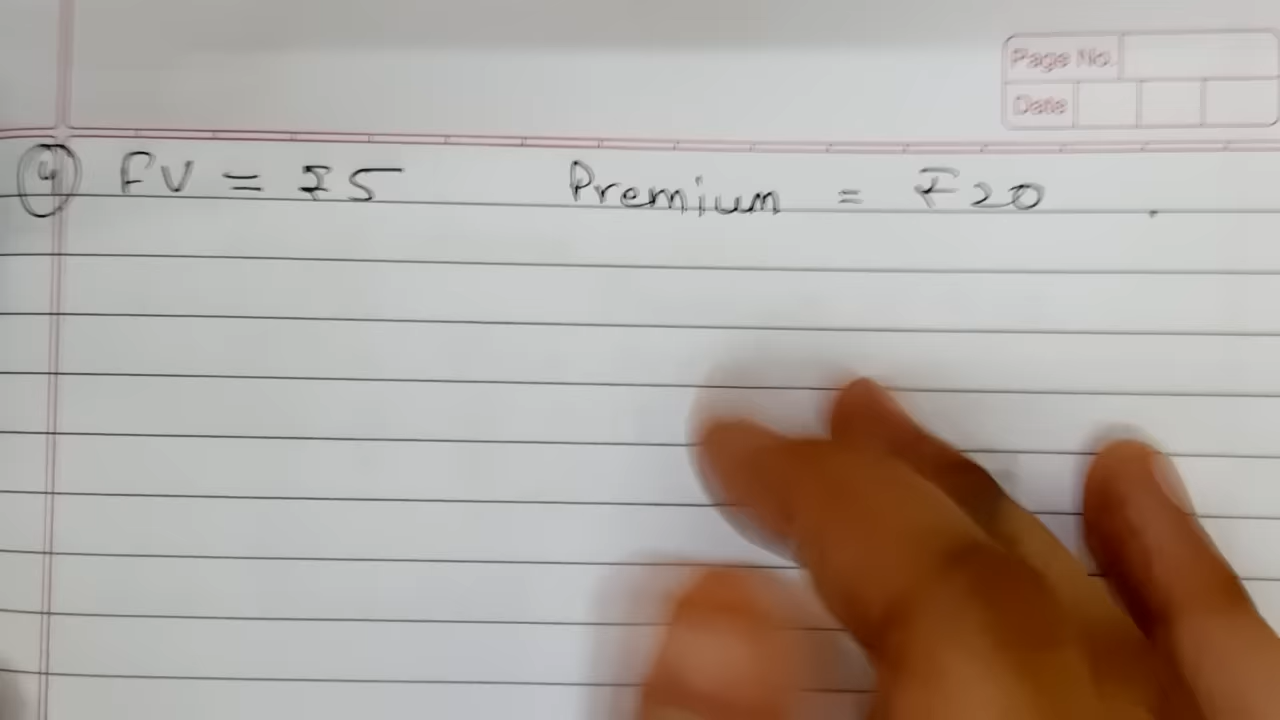 Page No.
Date
④ FV = ₹5 Premium = ₹20 .